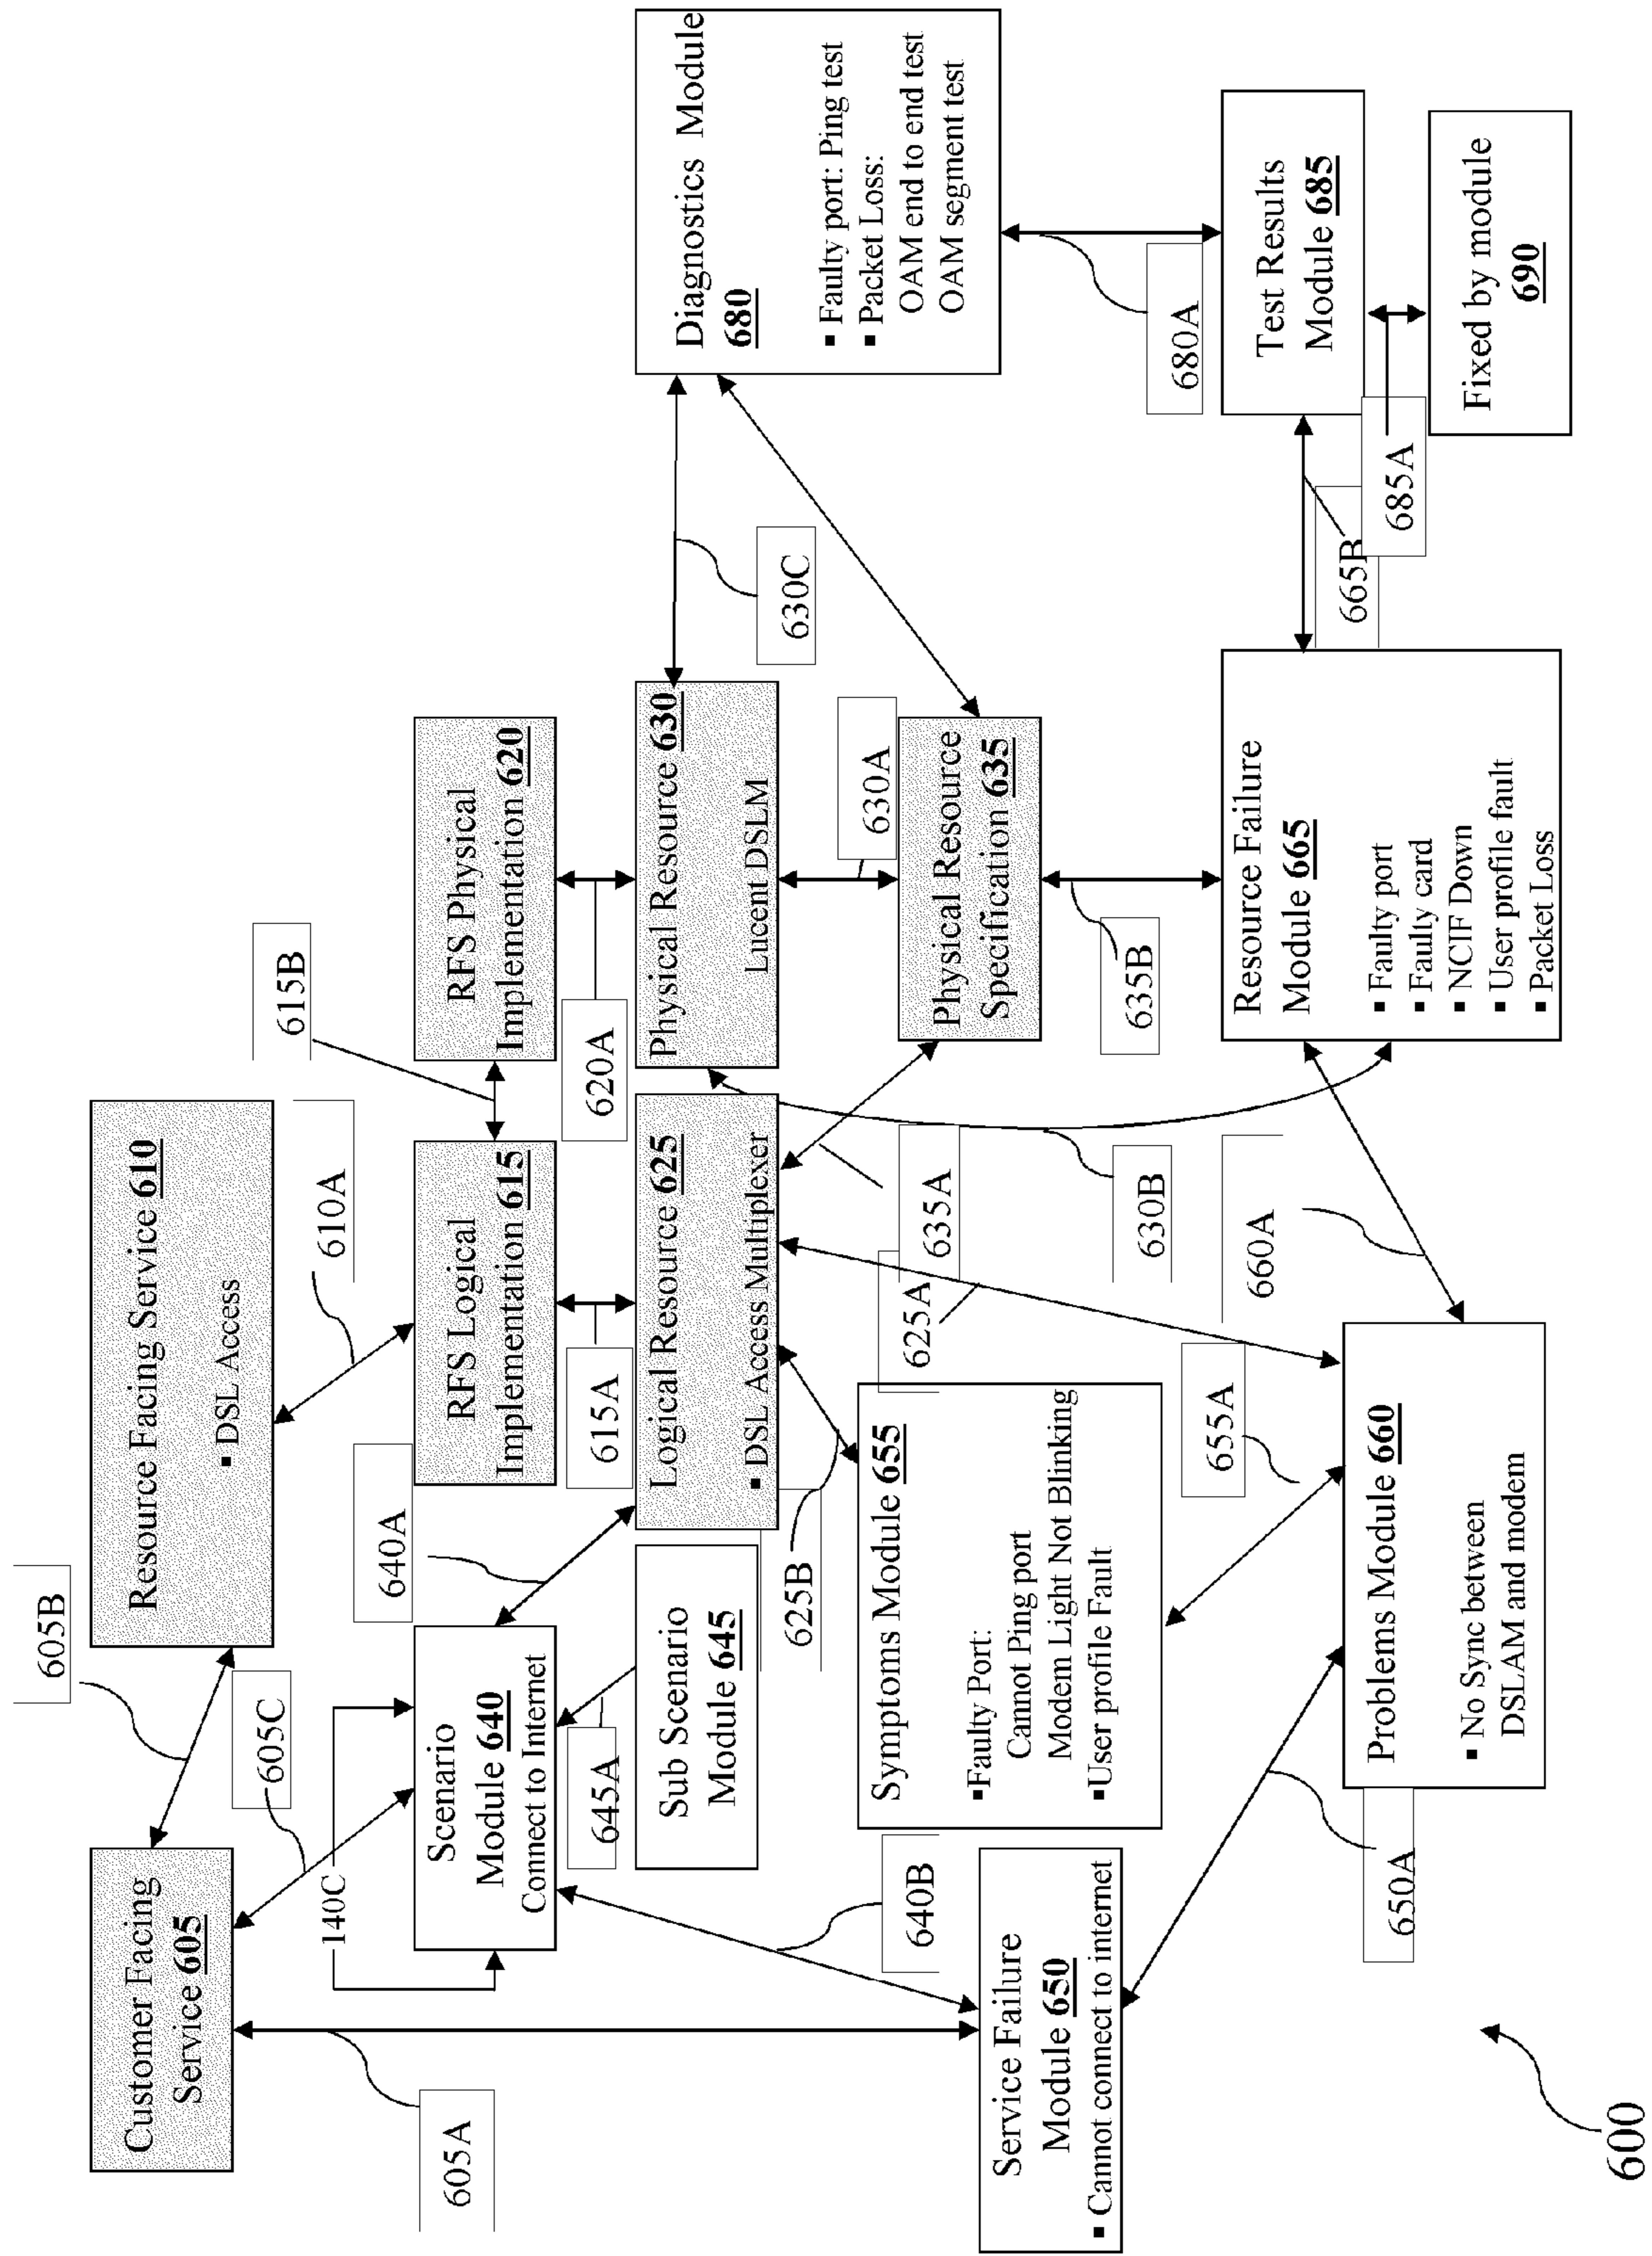 Customer Facing
Service 605
605B
Resource Facing Service 610
▪ DSL Access
605C
610A
615B
140C
640A
Scenario
Module 640
Connect to Internet
RFS Logical
Implementation 615
RFS Physical
Implementation 620
605A
645A
615A
620A
Sub Scenario
Module 645
Logical Resource 625
▪ DSL Access Multiplexer
Physical Resource 630
Lucent DSLM
630C
Diagnostics Module
680
▪ Faulty port: Ping test
▪ Packet Loss:
OAM end to end test
OAM segment test
625B
630A
640B
Symptoms Module 655
▪Faulty Port:
Cannot Ping port
Modem Light Not Blinking
▪User profile Fault
625A
635A
Physical Resource
Specification 635
Service Failure
Module 650
▪ Cannot connect to internet
630B
635B
680A
655A
660A
Resource Failure
Module 665
▪ Faulty port
▪ Faulty card
▪ NCIF Down
▪ User profile fault
▪ Packet Loss
Test Results
Module 685
665B
685A
650A
Problems Module 660
▪ No Sync between
DSLAM and modem
Fixed by module
690
600